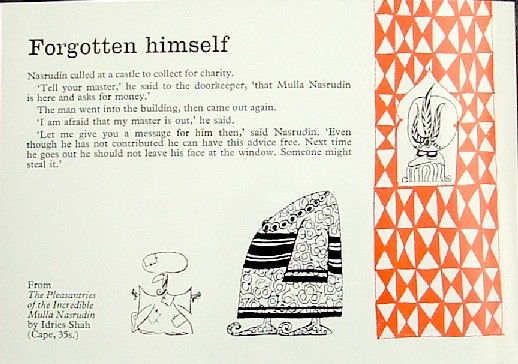 Forgotten himself
Nasrudin called at a castle to collect for charity.
'Tell your master,' he said to the doorkeeper, 'that Mulla Nasrudin
is here and asks for money.'
The man went into the building, then came out again.
'I am afraid that my master is out,' he said.
'Let me give you a message for him then,' said Nasrudin. 'Even
though he has not contributed he can have this advice free. Next time
he goes out he should not leave his face at the window. Someone might
steal it.'
From
The Pleasantries
of the Incredible
Mulla Nasrudin
by Idries Shah
(Cape, 35s.)